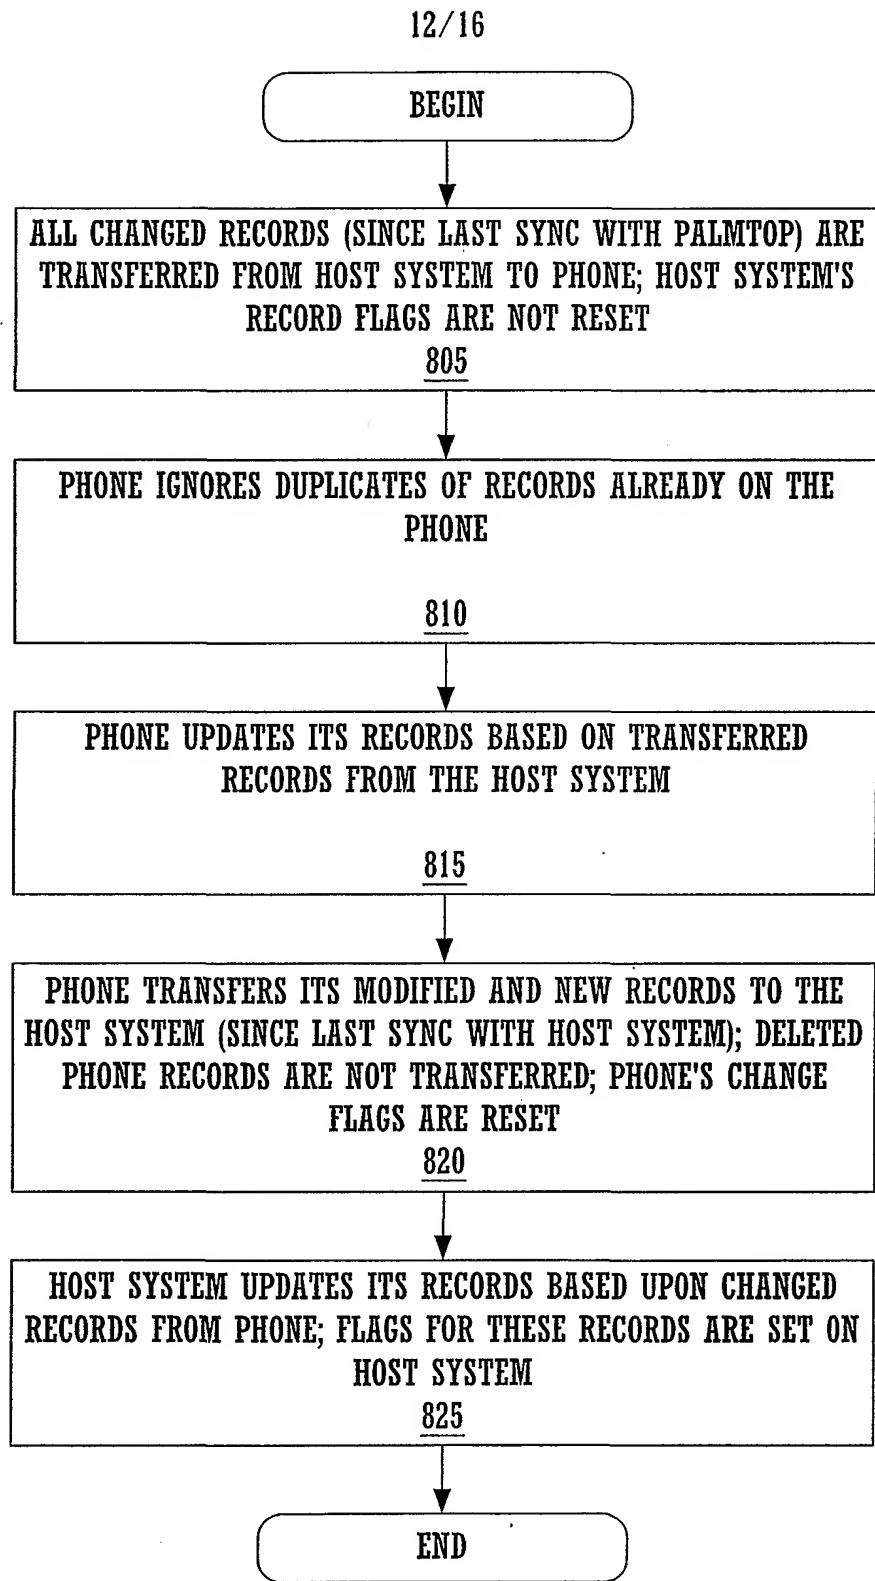 12/16
BEGIN
ALL CHANGED RECORDS (SINCE LAST SYNC WITH PALMTOP) ARE
TRANSFERRED FROM HOST SYSTEM TO PHONE; HOST SYSTEM'S
RECORD FLAGS ARE NOT RESET
805
PHONE IGNORES DUPLICATES OF RECORDS ALREADY ON THE
PHONE
810
PHONE UPDATES ITS RECORDS BASED ON TRANSFERRED
RECORDS FROM THE HOST SYSTEM
815
PHONE TRANSFERS ITS MODIFIED AND NEW RECORDS TO THE
HOST SYSTEM (SINCE LAST SYNC WITH HOST SYSTEM); DELETED
PHONE RECORDS ARE NOT TRANSFERRED; PHONE'S CHANGE
FLAGS ARE RESET
820
HOST SYSTEM UPDATES ITS RECORDS BASED UPON CHANGED
RECORDS FROM PHONE; FLAGS FOR THESE RECORDS ARE SET ON
HOST SYSTEM
825
END